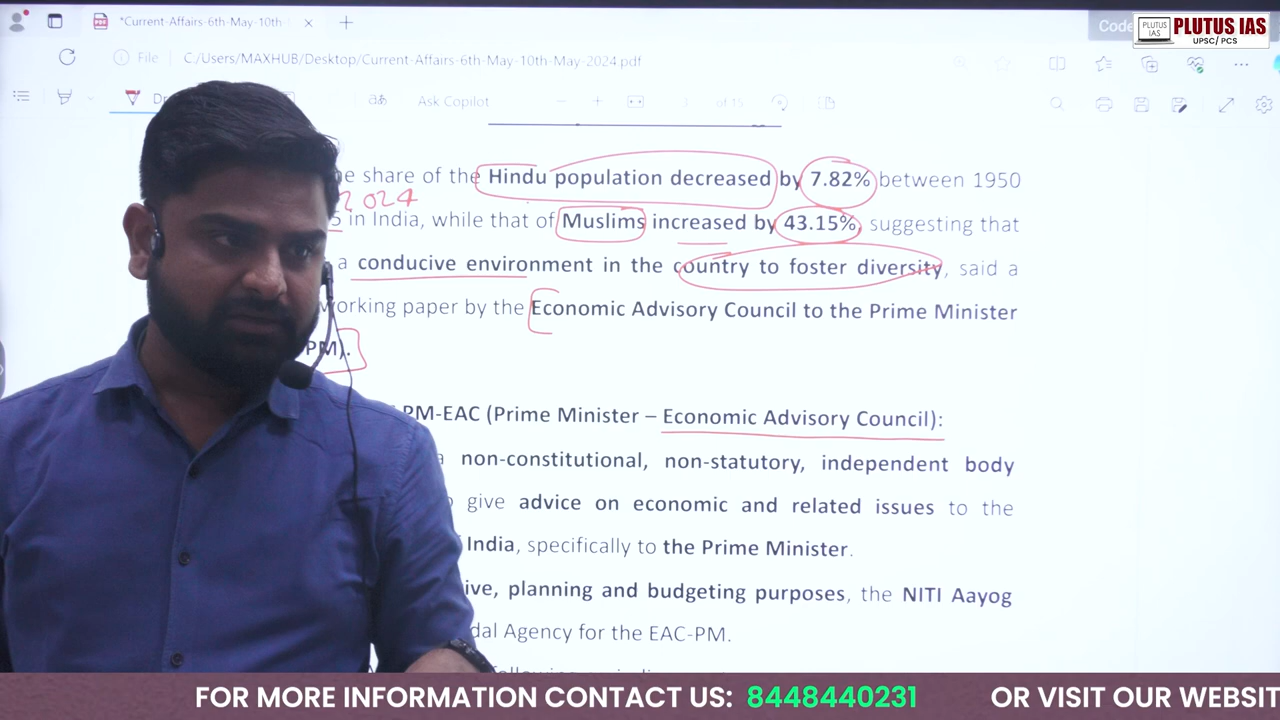 *Current-Affairs-6th-May-10th
Code
PLUTUS IAS
PLUTUS IAS
UPSC/ PCS
File C:/Users/MAXHUB/Desktop/Current-Affairs-6th-May-10th-May-2024.pdf
Ask Copilot
of 15
e share of the Hindu population decreased by 7.82% between 1950
2024
5 in India, while that of Muslims increased by 43.15%, suggesting that
a conducive environment in the country to foster diversity, said a
working paper by the Economic Advisory Council to the Prime Minister
PM).
PM-EAC (Prime Minister – Economic Advisory Council):
non-constitutional, non-statutory, independent body
give advice on economic and related issues to the
India, specifically to the Prime Minister.
ive, planning and budgeting purposes, the NITI Aayog
dal Agency for the EAC-PM.
FOR MORE INFORMATION CONTACT US: 8448440231 OR VISIT OUR WEBSIT